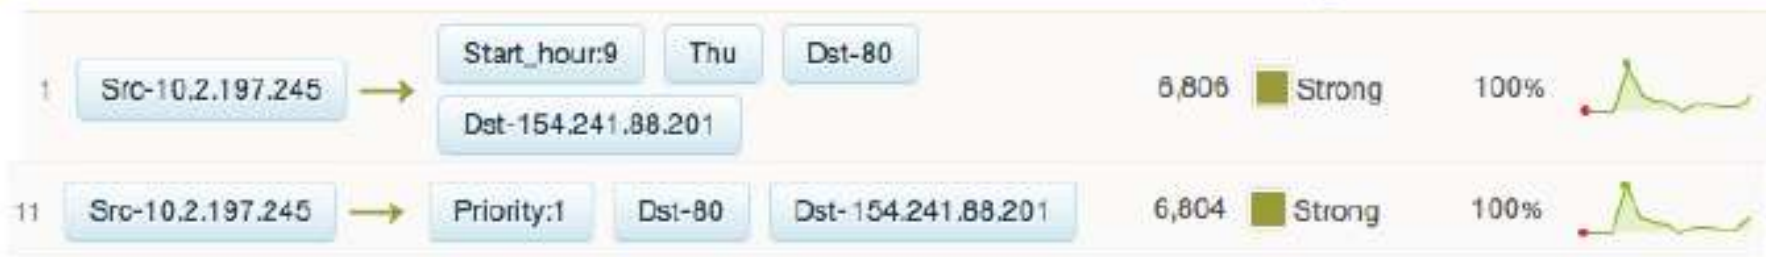 Start_hour:9 Thu Dst-80
1 Src-10.2.197.245 → 6,806 Strong 100%
Dst-154.241.88.201
11 Src-10.2.197.245 → Priority:1 Dst-80 Dst-154.241.88.201 6,804 Strong 100%